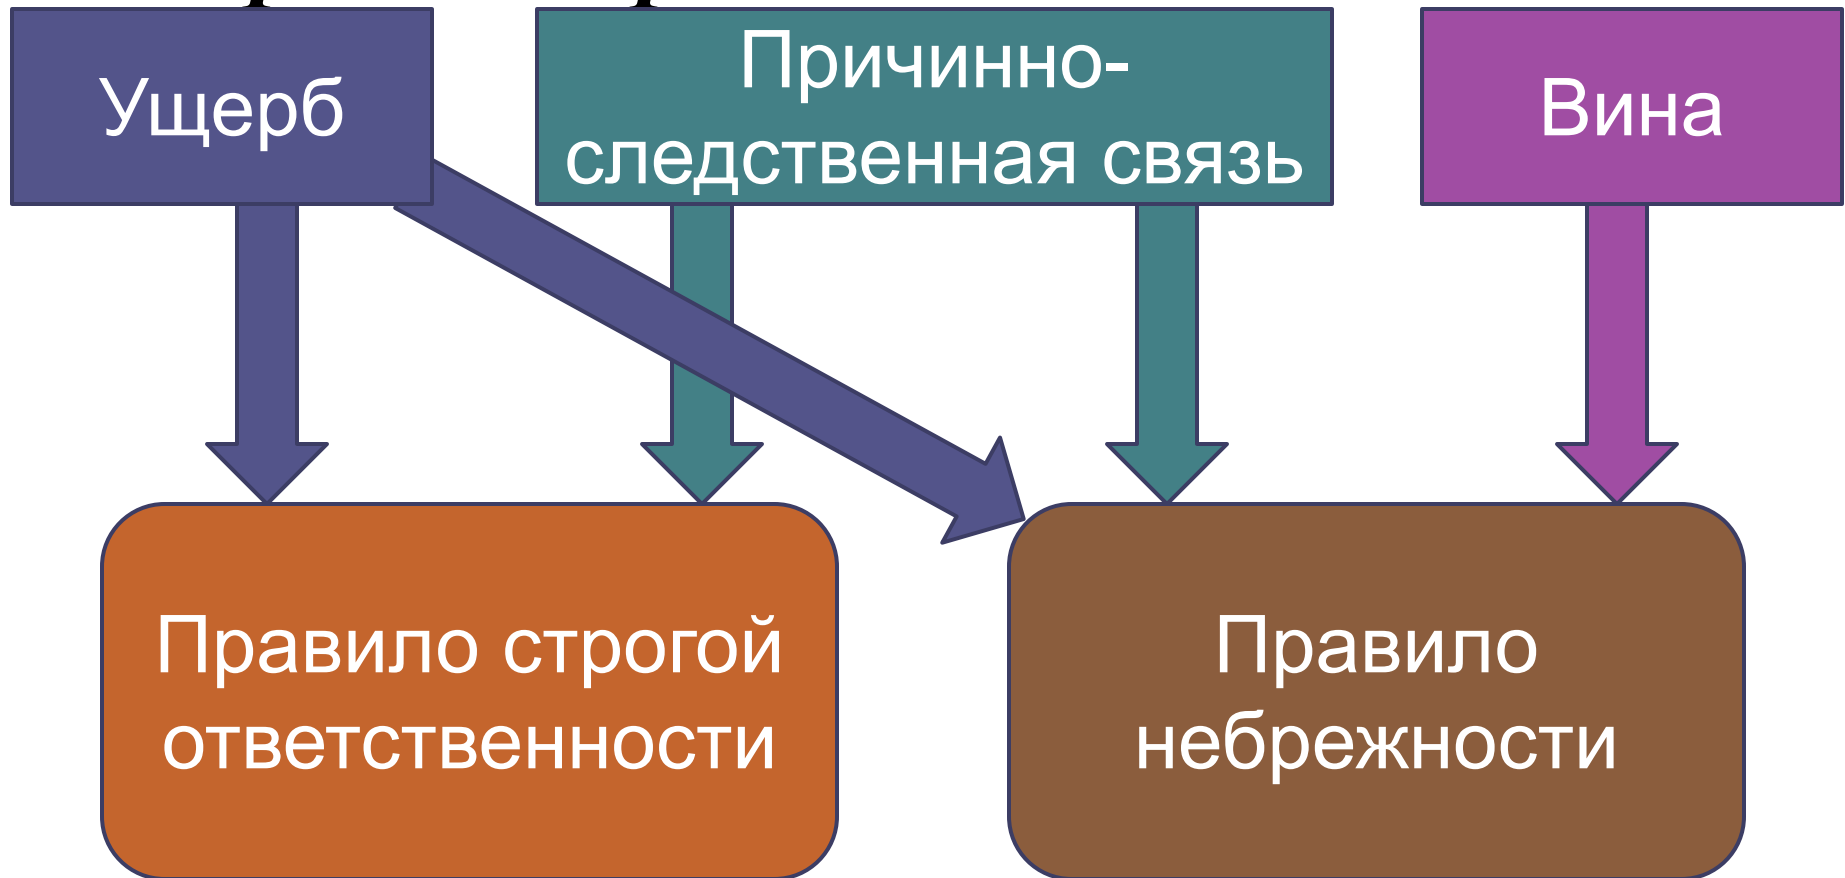 Ущерб
Причинно-
следственная связь
Вина
Правило строгой
ответственности
Правило
небрежности